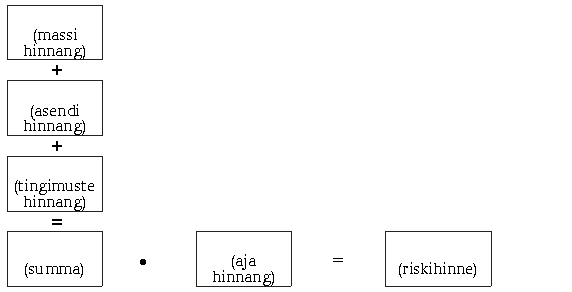 (massi
hinnang)
+
(asendi
hinnang)
+
(tingimuste
hinnang)
=
(summa) • (aja
hinnang) = (riskihinne)